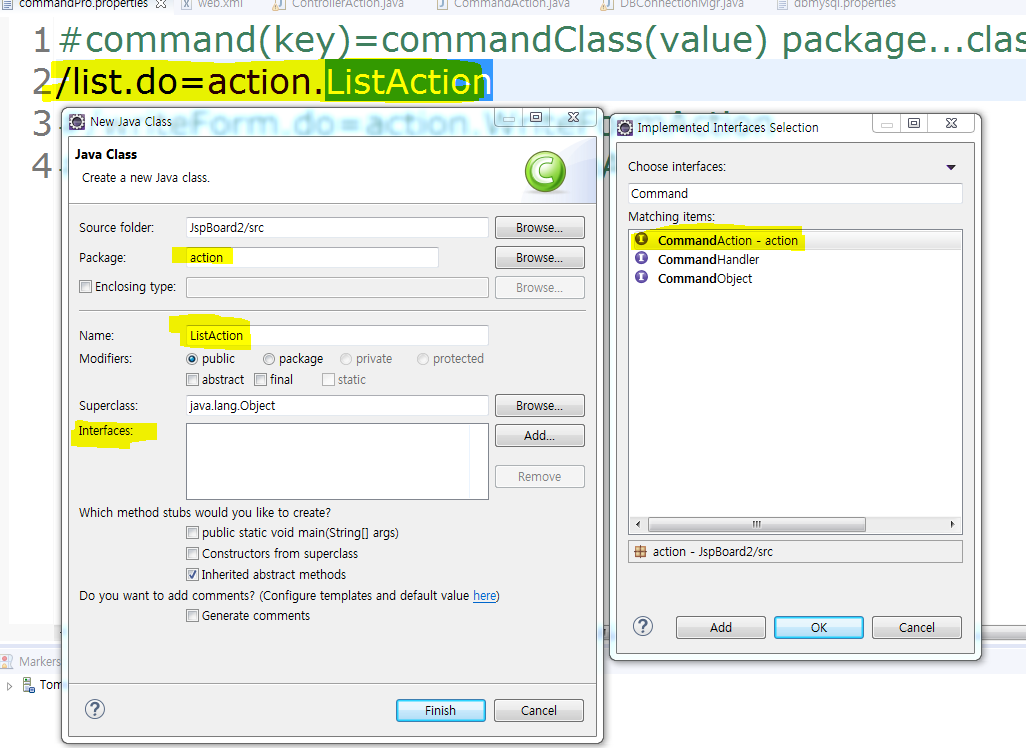 commandPro.properties
web.xml
ControllerAction.java
CommandAction.java
DBConnectionMgr.java
dbmysql.properties
1 #command(key)=commandClass(value) package...clas
2 /list.do=action.ListAction
3 /writeForm.do=action.WriteFormAction
4
New Java Class
Java Class
Create a new Java class.
Source folder: JspBoard2/src Browse...
Package: action Browse...
Enclosing type: Browse...
Name: ListAction
Modifiers: public package private protected
abstract final static
Superclass: java.lang.Object Browse...
Interfaces: Add...
Remove
Which method stubs would you like to create?
public static void main(String[] args)
Constructors from superclass
Inherited abstract methods
Do you want to add comments? (Configure templates and default value here)
Generate comments
Finish Cancel
Implemented Interfaces Selection
Choose interfaces:
Command
Matching items:
CommandAction - action
CommandHandler
CommandObject
action - JspBoard2/src
Add OK Cancel
Markers
Tom